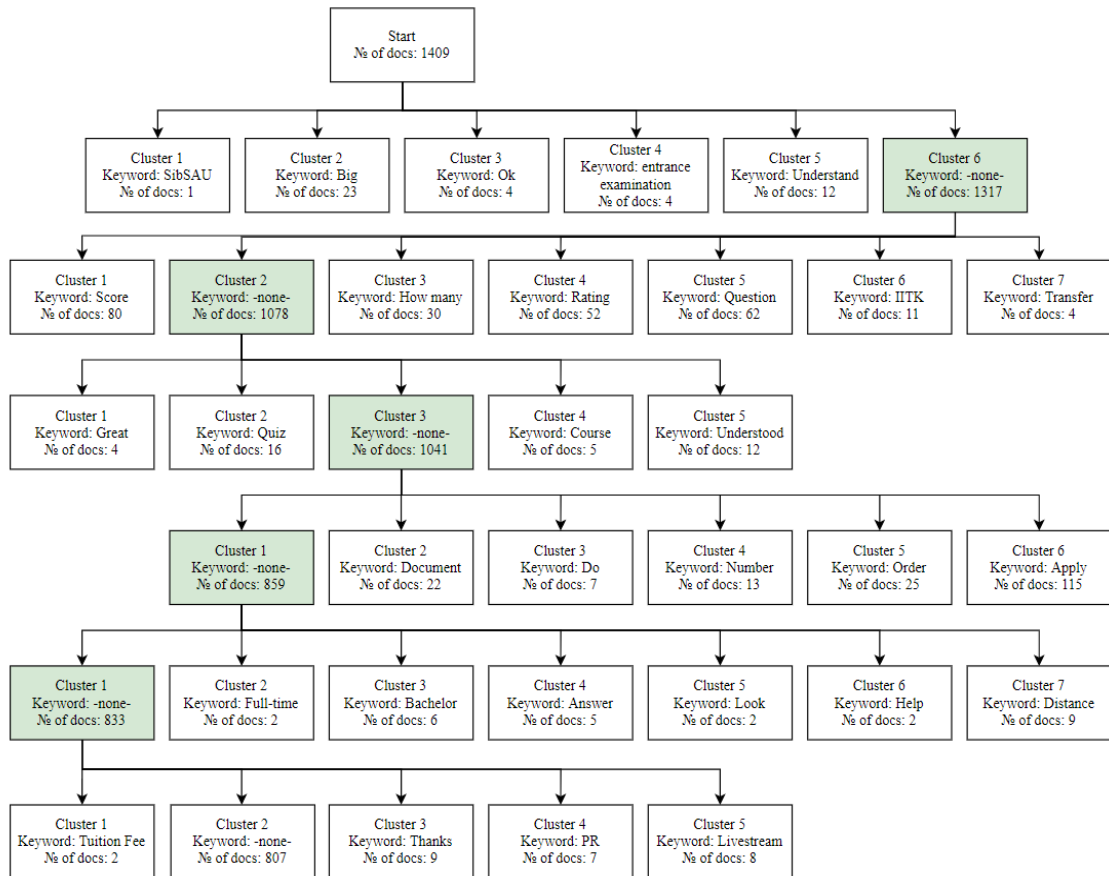 Start
№ of docs: 1409
Cluster 1
Keyword: SibSAU
№ of docs: 1
Cluster 2
Keyword: Big
№ of docs: 23
Cluster 3
Keyword: Ok
№ of docs: 4
Cluster 4
Keyword: entrance
examination
№ of docs: 4
Cluster 5
Keyword: Understand
№ of docs: 12
Cluster 6
Keyword: -none-
№ of docs: 1317
Cluster 1
Keyword: Score
№ of docs: 80
Cluster 2
Keyword: -none-
№ of docs: 1078
Cluster 3
Keyword: How many
№ of docs: 30
Cluster 4
Keyword: Rating
№ of docs: 52
Cluster 5
Keyword: Question
№ of docs: 62
Cluster 6
Keyword: IITK
№ of docs: 11
Cluster 7
Keyword: Transfer
№ of docs: 4
Cluster 1
Keyword: Great
№ of docs: 4
Cluster 2
Keyword: Quiz
№ of docs: 16
Cluster 3
Keyword: -none-
№ of docs: 1041
Cluster 4
Keyword: Course
№ of docs: 5
Cluster 5
Keyword: Understood
№ of docs: 12
Cluster 1
Keyword: -none-
№ of docs: 859
Cluster 2
Keyword: Document
№ of docs: 22
Cluster 3
Keyword: Do
№ of docs: 7
Cluster 4
Keyword: Number
№ of docs: 13
Cluster 5
Keyword: Order
№ of docs: 25
Cluster 6
Keyword: Apply
№ of docs: 115
Cluster 1
Keyword: -none-
№ of docs: 833
Cluster 2
Keyword: Full-time
№ of docs: 2
Cluster 3
Keyword: Bachelor
№ of docs: 6
Cluster 4
Keyword: Answer
№ of docs: 5
Cluster 5
Keyword: Look
№ of docs: 2
Cluster 6
Keyword: Help
№ of docs: 2
Cluster 7
Keyword: Distance
№ of docs: 9
Cluster 1
Keyword: Tuition Fee
№ of docs: 2
Cluster 2
Keyword: -none-
№ of docs: 807
Cluster 3
Keyword: Thanks
№ of docs: 9
Cluster 4
Keyword: PR
№ of docs: 7
Cluster 5
Keyword: Livestream
№ of docs: 8